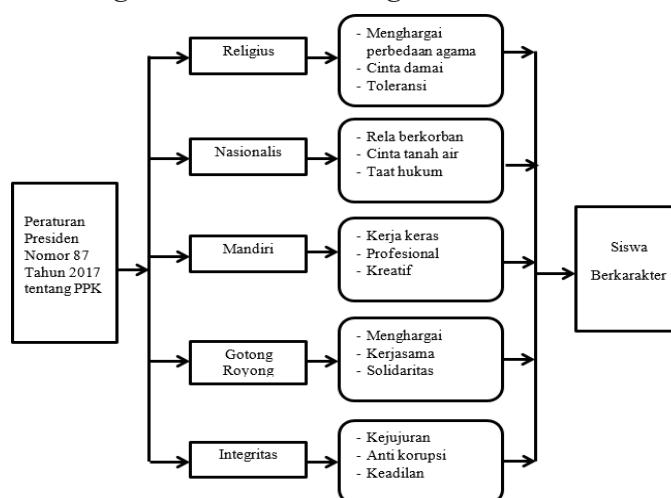 Peraturan
Presiden
Nomor 87
Tahun 2017
tentang PPK
Religius
- Menghargai
perbedaan agama
- Cinta damai
- Toleransi
Nasionalis
- Rela berkorban
- Cinta tanah air
- Taat hukum
Mandiri
- Kerja keras
- Profesional
- Kreatif
Gotong
Royong
- Menghargai
- Kerjasama
- Solidaritas
Integritas
- Kejujuran
- Anti korupsi
- Keadilan
Siswa
Berkarakter